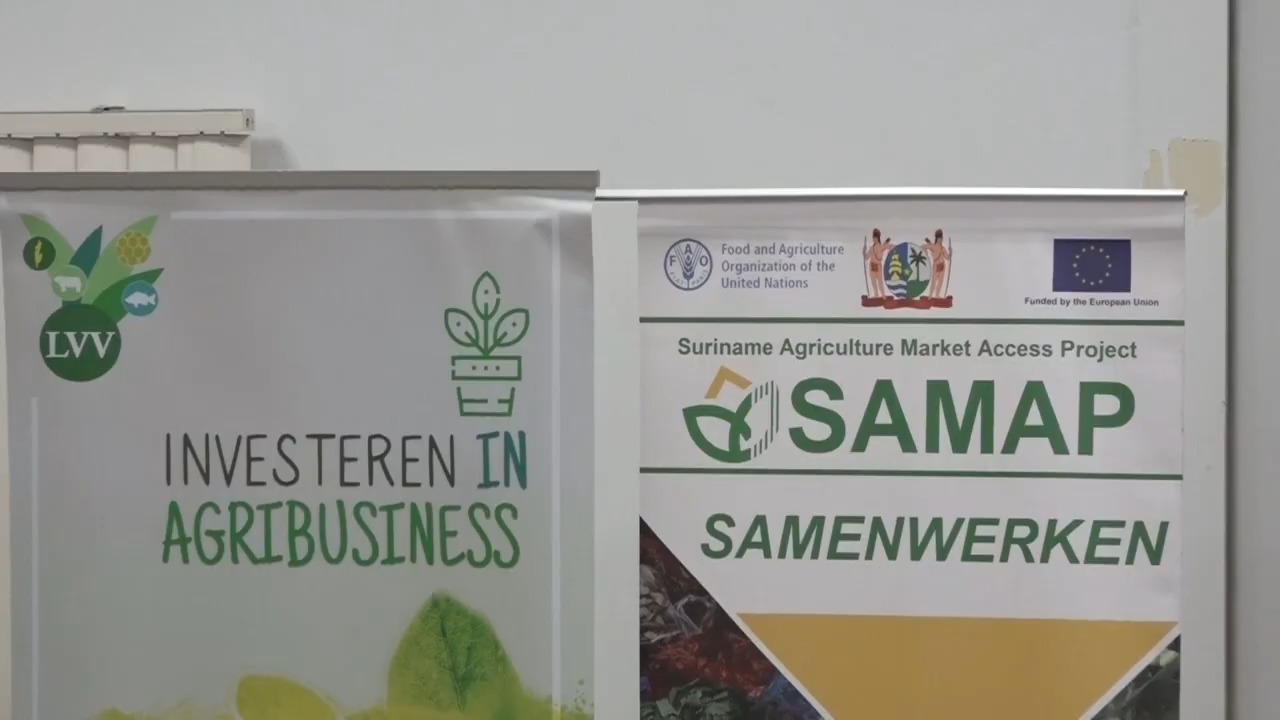 LVV
INVESTEREN IN
AGRIBUSINESS
FAO
Food and Agriculture
Organization of the
United Nations
Funded by the European Union
Suriname Agriculture Market Access Project
SAMAP
SAMENWERKEN